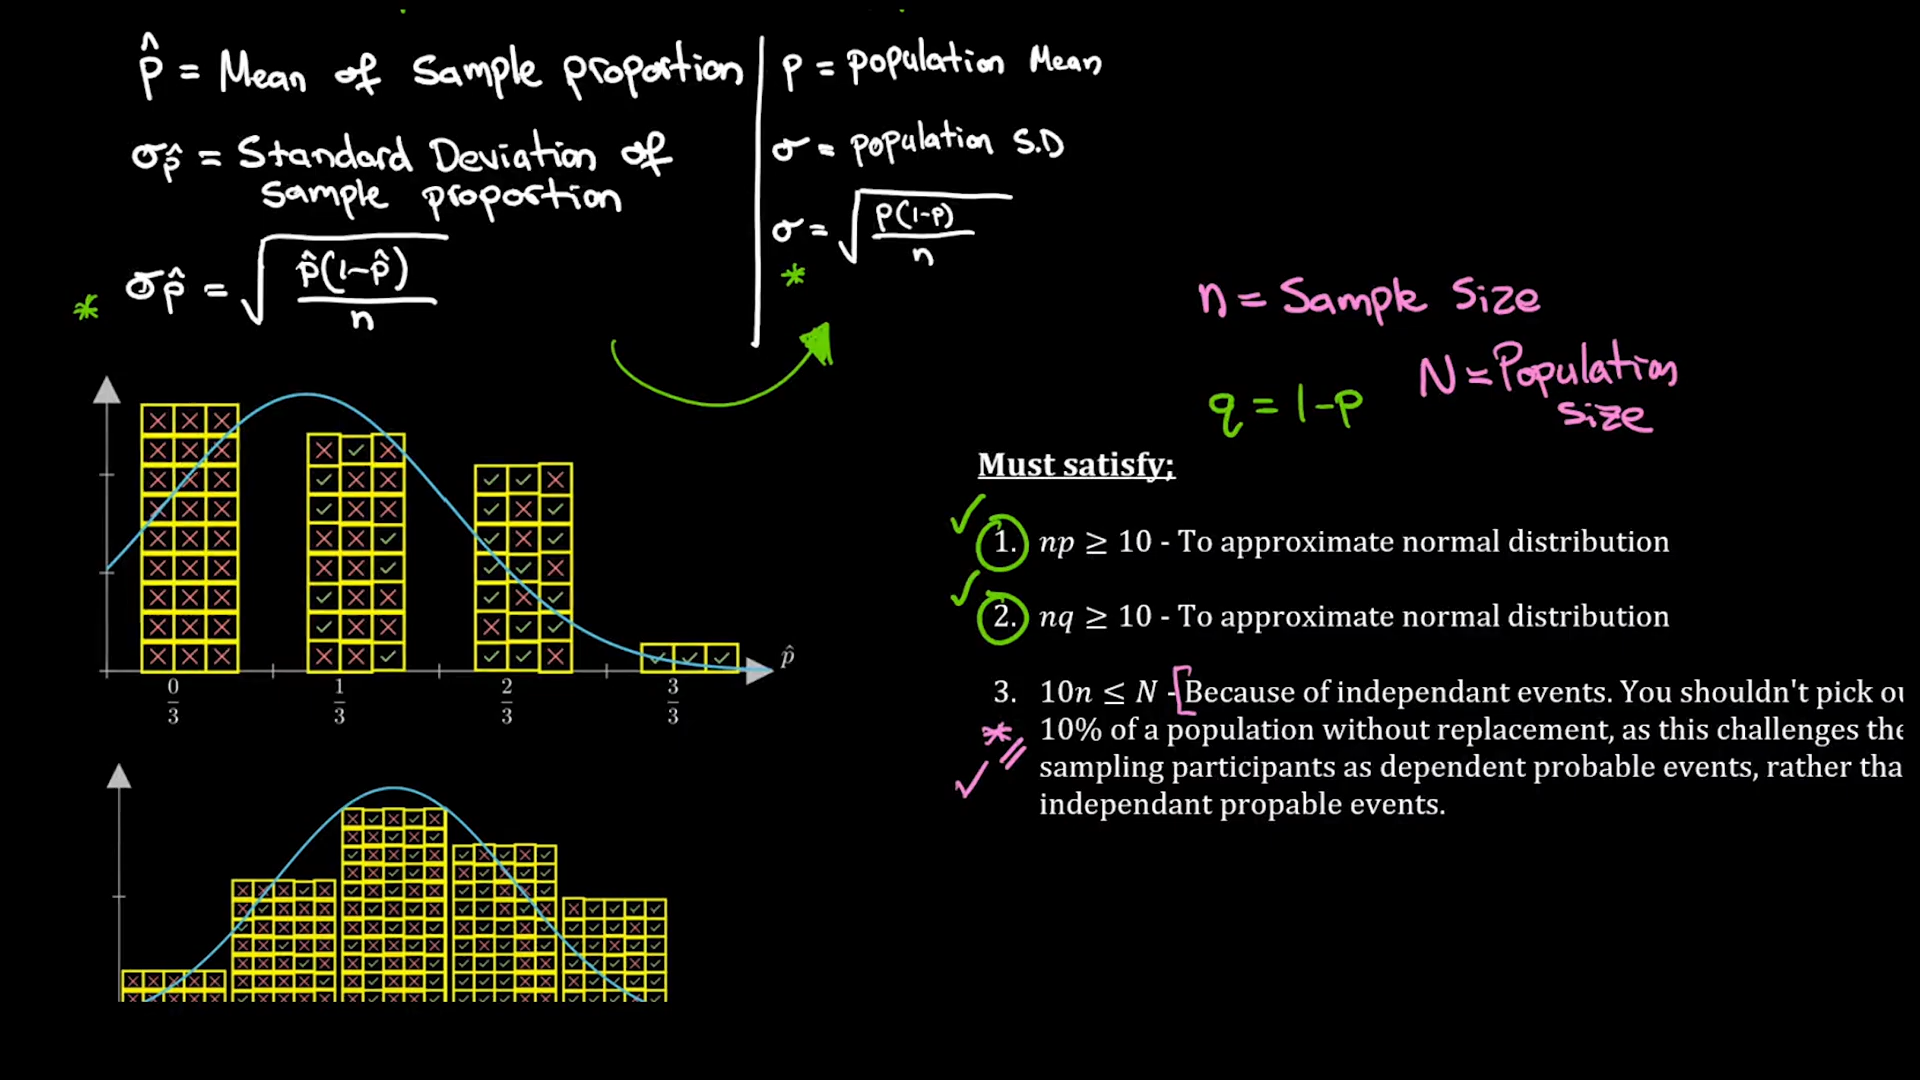 p̂ = Mean of Sample proportion
σp̂ = Standard Deviation of
Sample proportion
σp̂ = √(p̂(1-p̂)/n)
p = population Mean
σ = population S.D
σ = √(p(1-p)/n)
n = Sample Size
N = Population
Size
q = 1-p
Must satisfy;
1. np ≥ 10 - To approximate normal distribution
2. nq ≥ 10 - To approximate normal distribution
3. 10n ≤ N - Because of independant events. You shouldn't pick
10% of a population without replacement, as this challenges the
sampling participants as dependent probable events, rather
independant propable events.
p̂
0/3 1/3 2/3 3/3